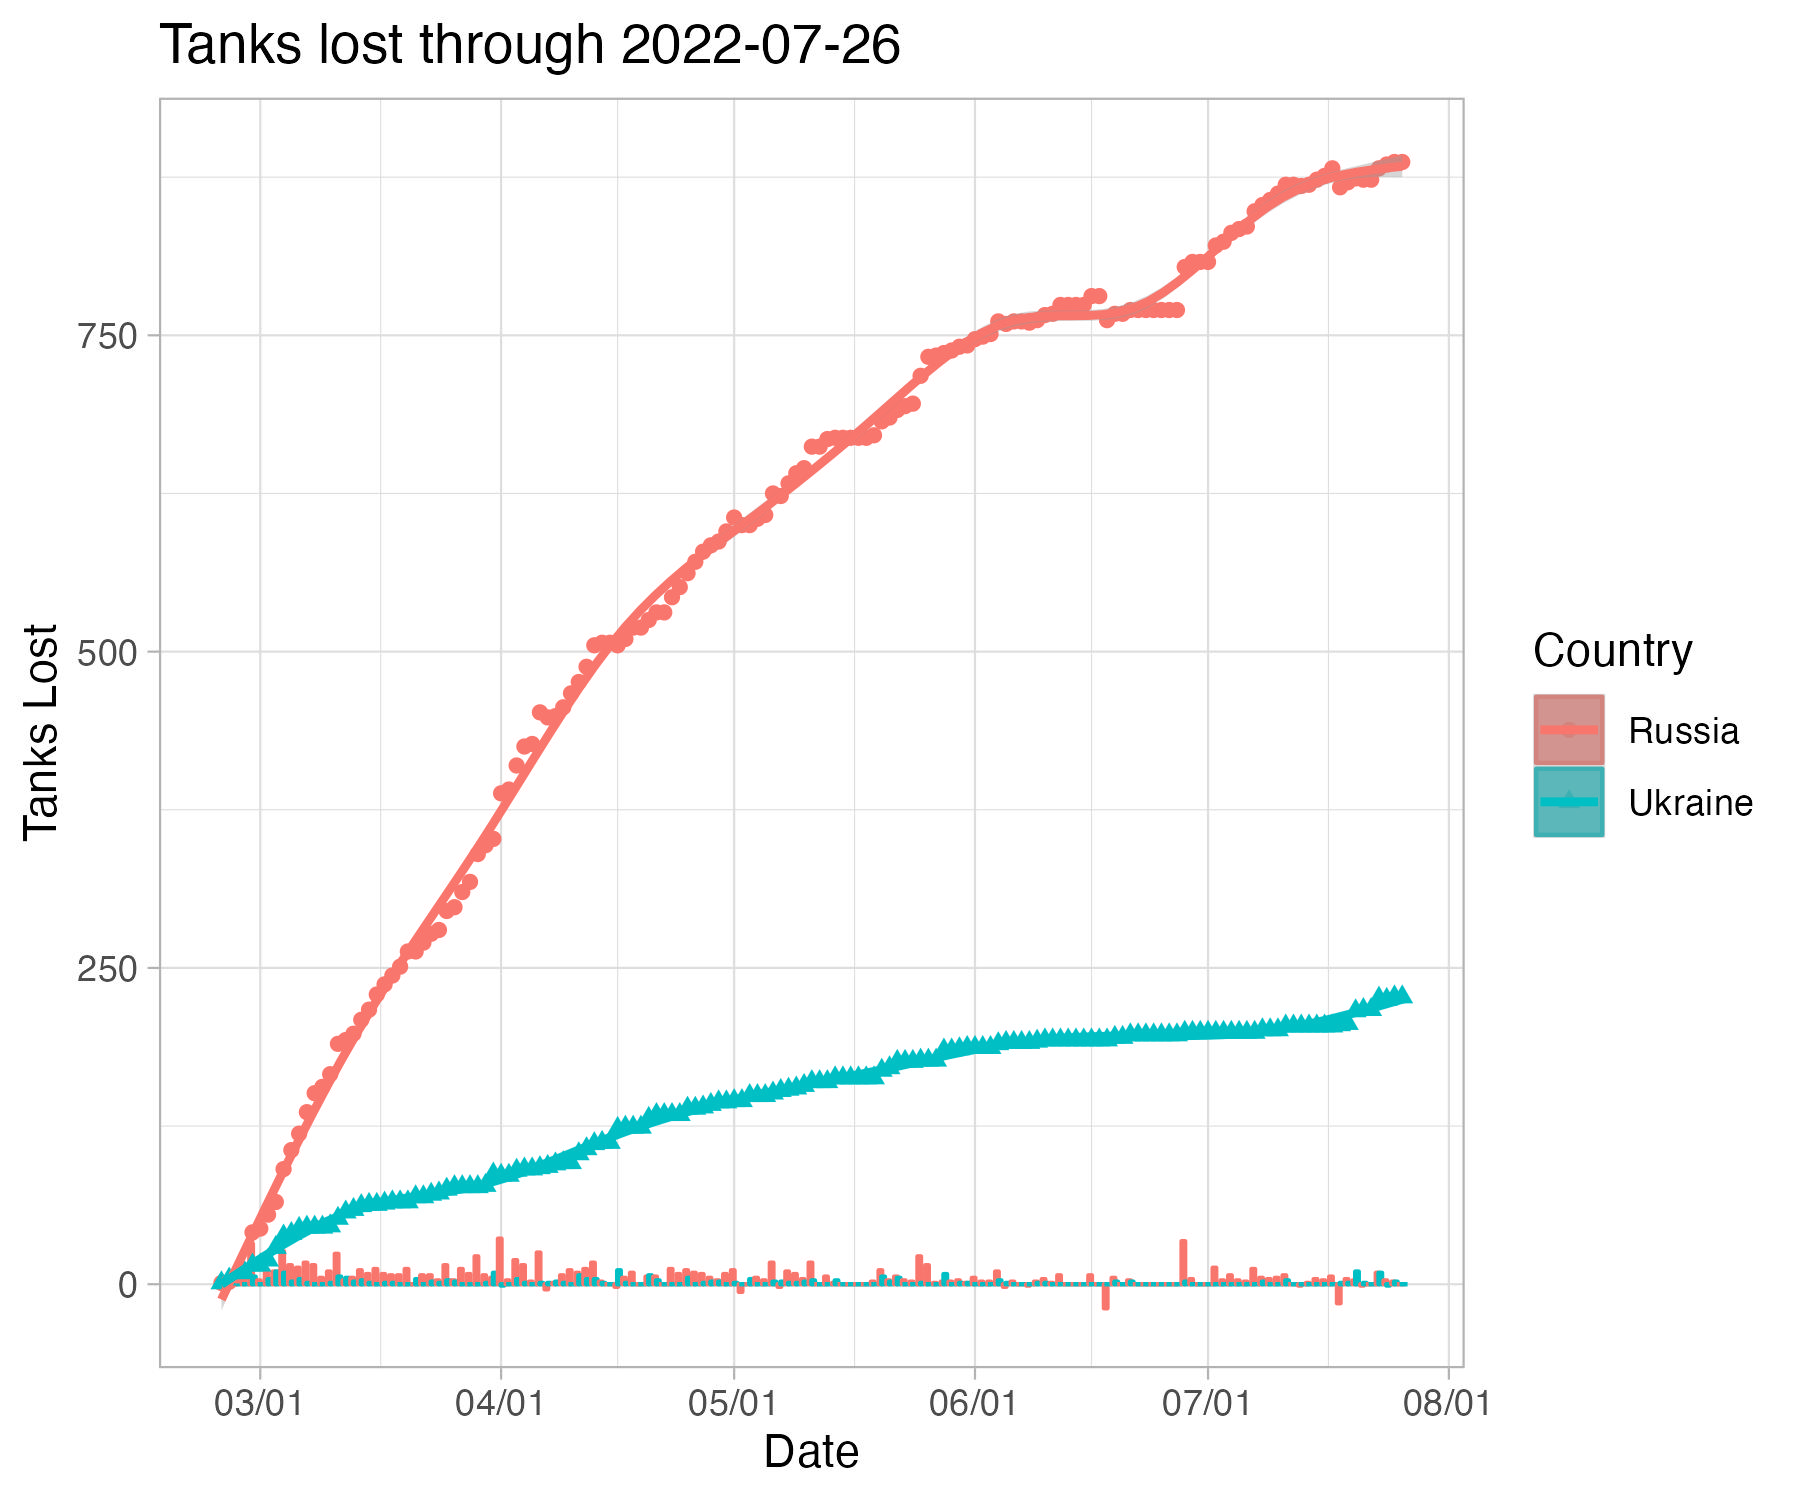 Tanks lost through 2022-07-26
Tanks Lost
750
500
250
0
03/01 04/01 05/01 06/01 07/01 08/01
Date
Country
Russia
Ukraine